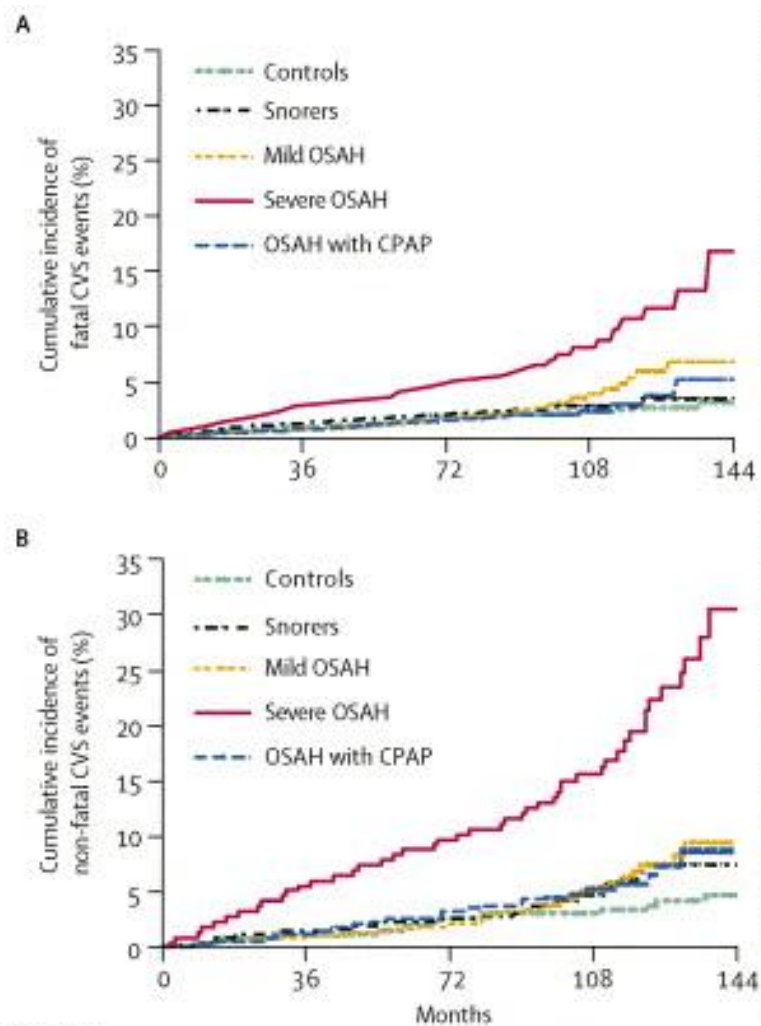 A
35
30
25
20
15
10
5
0
Cumulative incidence of
fatal CVS events (%)
Controls
Snorers
Mild OSAH
Severe OSAH
OSAH with CPAP
0 36 72 108 144
B
35
30
25
20
15
10
5
0
Cumulative incidence of
non-fatal CVS events (%)
Controls
Snorers
Mild OSAH
Severe OSAH
OSAH with CPAP
0 36 72 108 144
Months